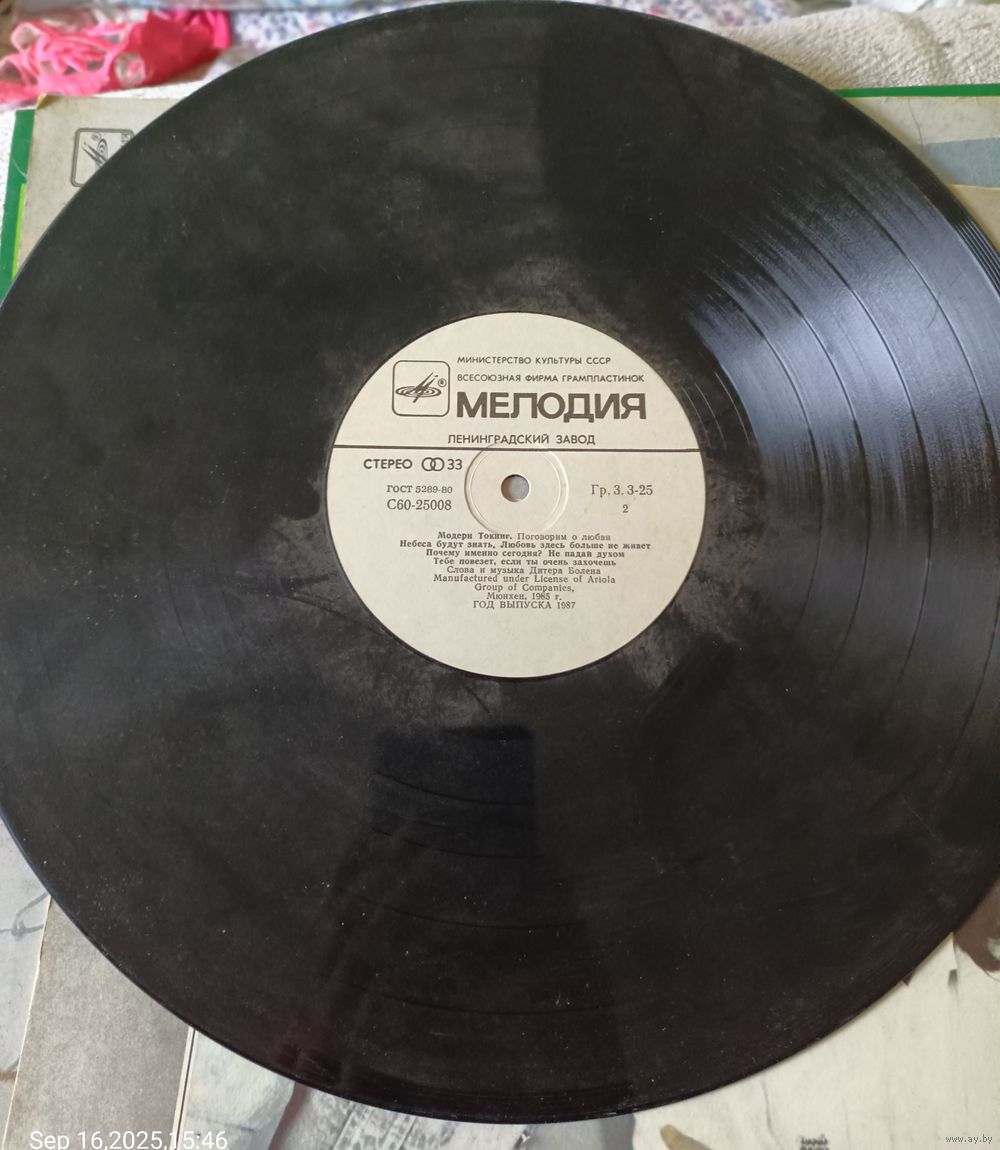 МИНИСТЕРСТВО КУЛЬТУРЫ СССР
ВСЕСОЮЗНАЯ ФИРМА ГРАМПЛАСТИНОК
®
МЕЛОДИЯ
ЛЕНИНГРАДСКИЙ ЗАВОД
СТЕРЕО 33
ГОСТ 5289-80
С60-25008
Гр. 3. 3-25
2
Модерн Токинг. Поговорим о любви
Небеса будут знать, Любовь здесь больше не живет
Почему именно сегодня? Не падай духом
Тебе повезет, если ты очень захочешь
Слова и музыка Дитера Болена
Manufactured under License of Ariola
Group of Companies,
Мюнхен, 1985 г.
ГОД ВЫПУСКА 1987
Sep 16,2025,15:46
www.ay.by